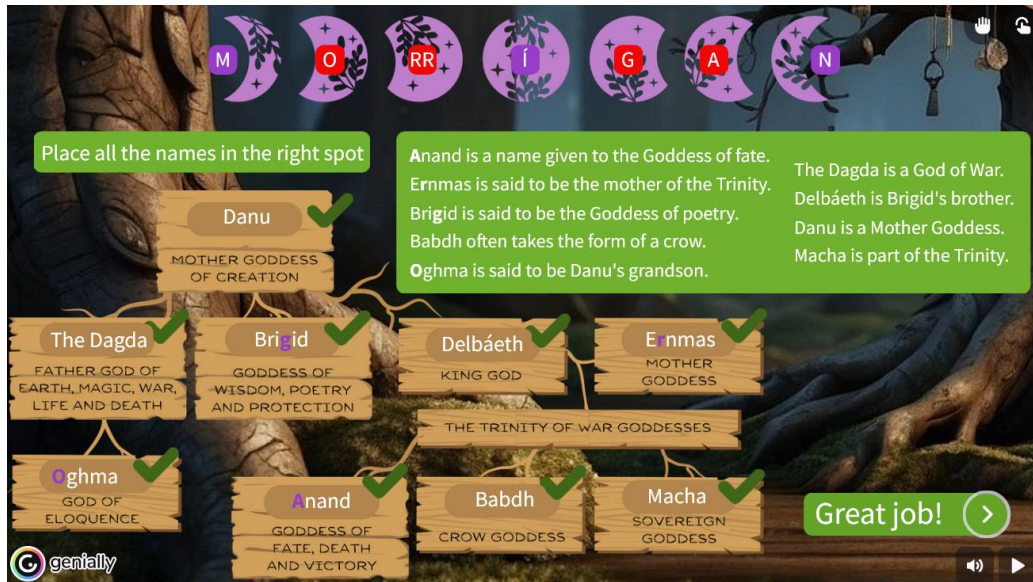 M O RR Í G A N
Place all the names in the right spot
Anand is a name given to the Goddess of fate.
Ernmas is said to be the mother of the Trinity.
Brigid is said to be the Goddess of poetry.
Babdh often takes the form of a crow.
Oghma is said to be Danu's grandson.
The Dagda is a God of War.
Delbáeth is Brigid's brother.
Danu is a Mother Goddess.
Macha is part of the Trinity.
Danu
MOTHER GODDESS
OF CREATION
The Dagda
FATHER GOD OF
EARTH, MAGIC, WAR,
LIFE AND DEATH
Brigid
GODDESS OF
WISDOM, POETRY
AND PROTECTION
Delbáeth
KING GOD
Ernmas
MOTHER
GODDESS
THE TRINITY OF WAR GODDESSES
Oghma
GOD OF
ELOQUENCE
Anand
GODDESS OF
FATE, DEATH
AND VICTORY
Babdh
CROW GODDESS
Macha
SOVEREIGN
GODDESS
Great job!
genially